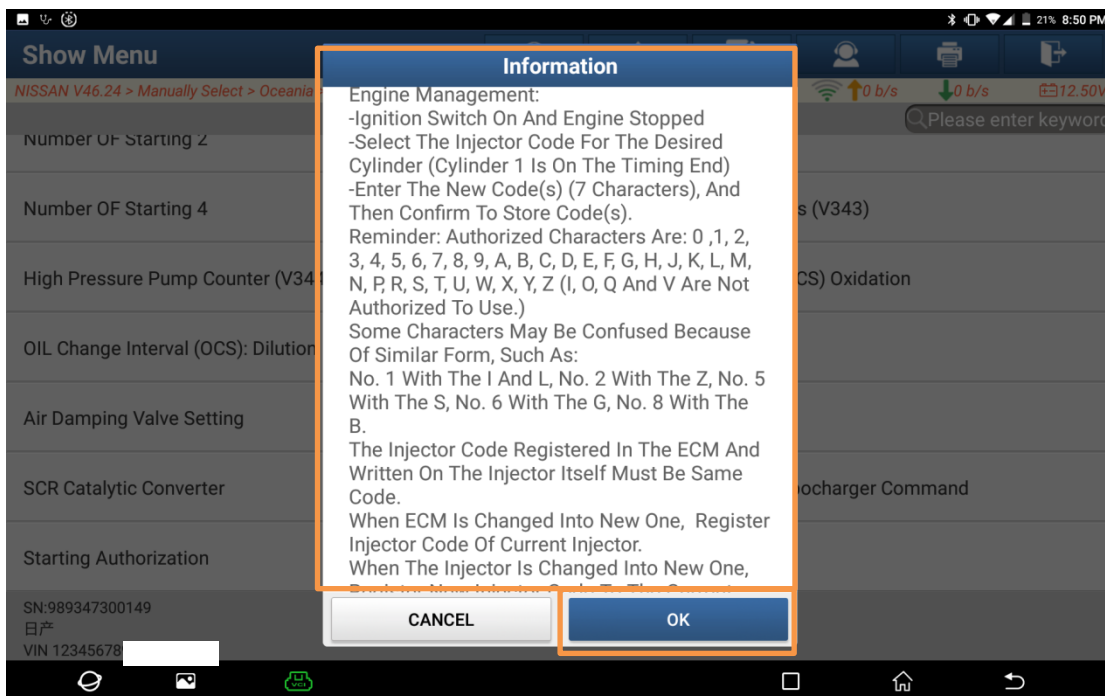 21% 8:50 PM
Show Menu
NISSAN V46.24 > Manually Select > Oceania
0 b/s
0 b/s
12.50V
Please enter keyword
Number OF Starting 2
Number OF Starting 4
s (V343)
High Pressure Pump Counter (V34
CS) Oxidation
OIL Change Interval (OCS): Dilution
Air Damping Valve Setting
SCR Catalytic Converter
ocharger Command
Starting Authorization
SN:989347300149
日产
VIN 12345678
Information
Engine Management:
-Ignition Switch On And Engine Stopped
-Select The Injector Code For The Desired
Cylinder (Cylinder 1 Is On The Timing End)
-Enter The New Code(s) (7 Characters), And
Then Confirm To Store Code(s).
Reminder: Authorized Characters Are: 0 ,1, 2,
3, 4, 5, 6, 7, 8, 9, A, B, C, D, E, F, G, H, J, K, L, M,
N, P, R, S, T, U, W, X, Y, Z (I, O, Q And V Are Not
Authorized To Use.)
Some Characters May Be Confused Because
Of Similar Form, Such As:
No. 1 With The I And L, No. 2 With The Z, No. 5
With The S, No. 6 With The G, No. 8 With The
B.
The Injector Code Registered In The ECM And
Written On The Injector Itself Must Be Same
Code.
When ECM Is Changed Into New One, Register
Injector Code Of Current Injector.
When The Injector Is Changed Into New One,
CANCEL
OK
VCI